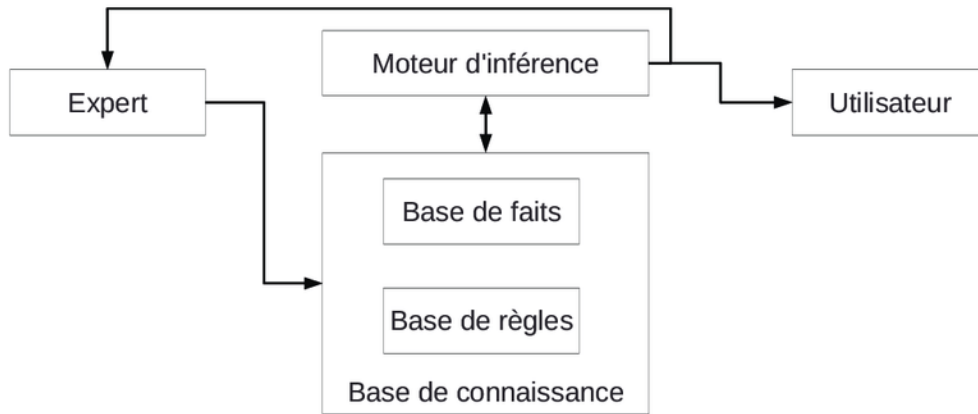 Moteur d'inférence
Expert
Utilisateur
Base de faits
Base de règles
Base de connaissance